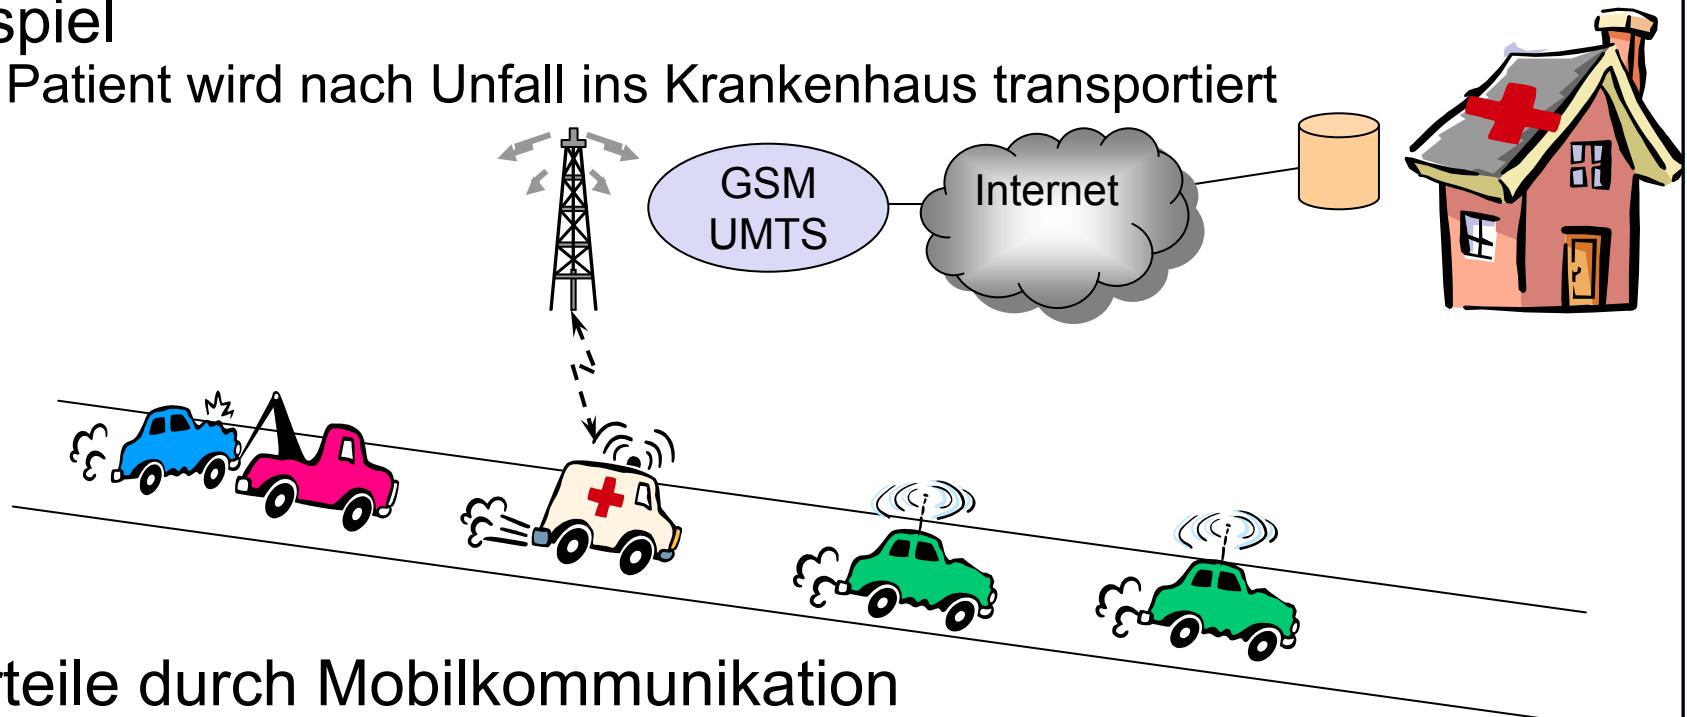 spiel
Patient wird nach Unfall ins Krankenhaus transportiert
GSM
UMTS
Internet
rteile durch Mobilkommunikation